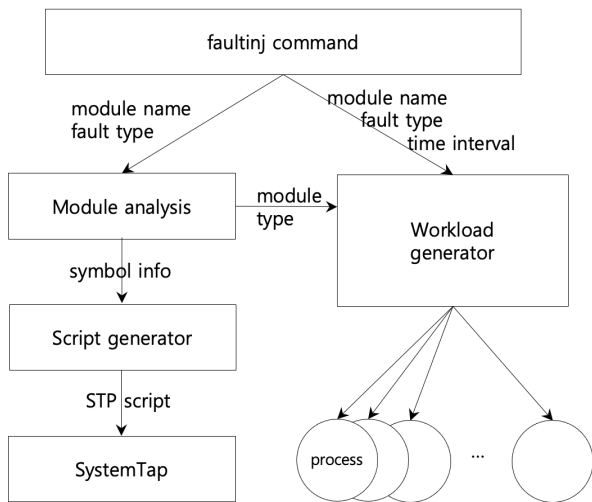 faultinj command
module name
fault type
module name
fault type
time interval
Module analysis
module
type
Workload
generator
symbol info
Script generator
STP script
SystemTap
process
...